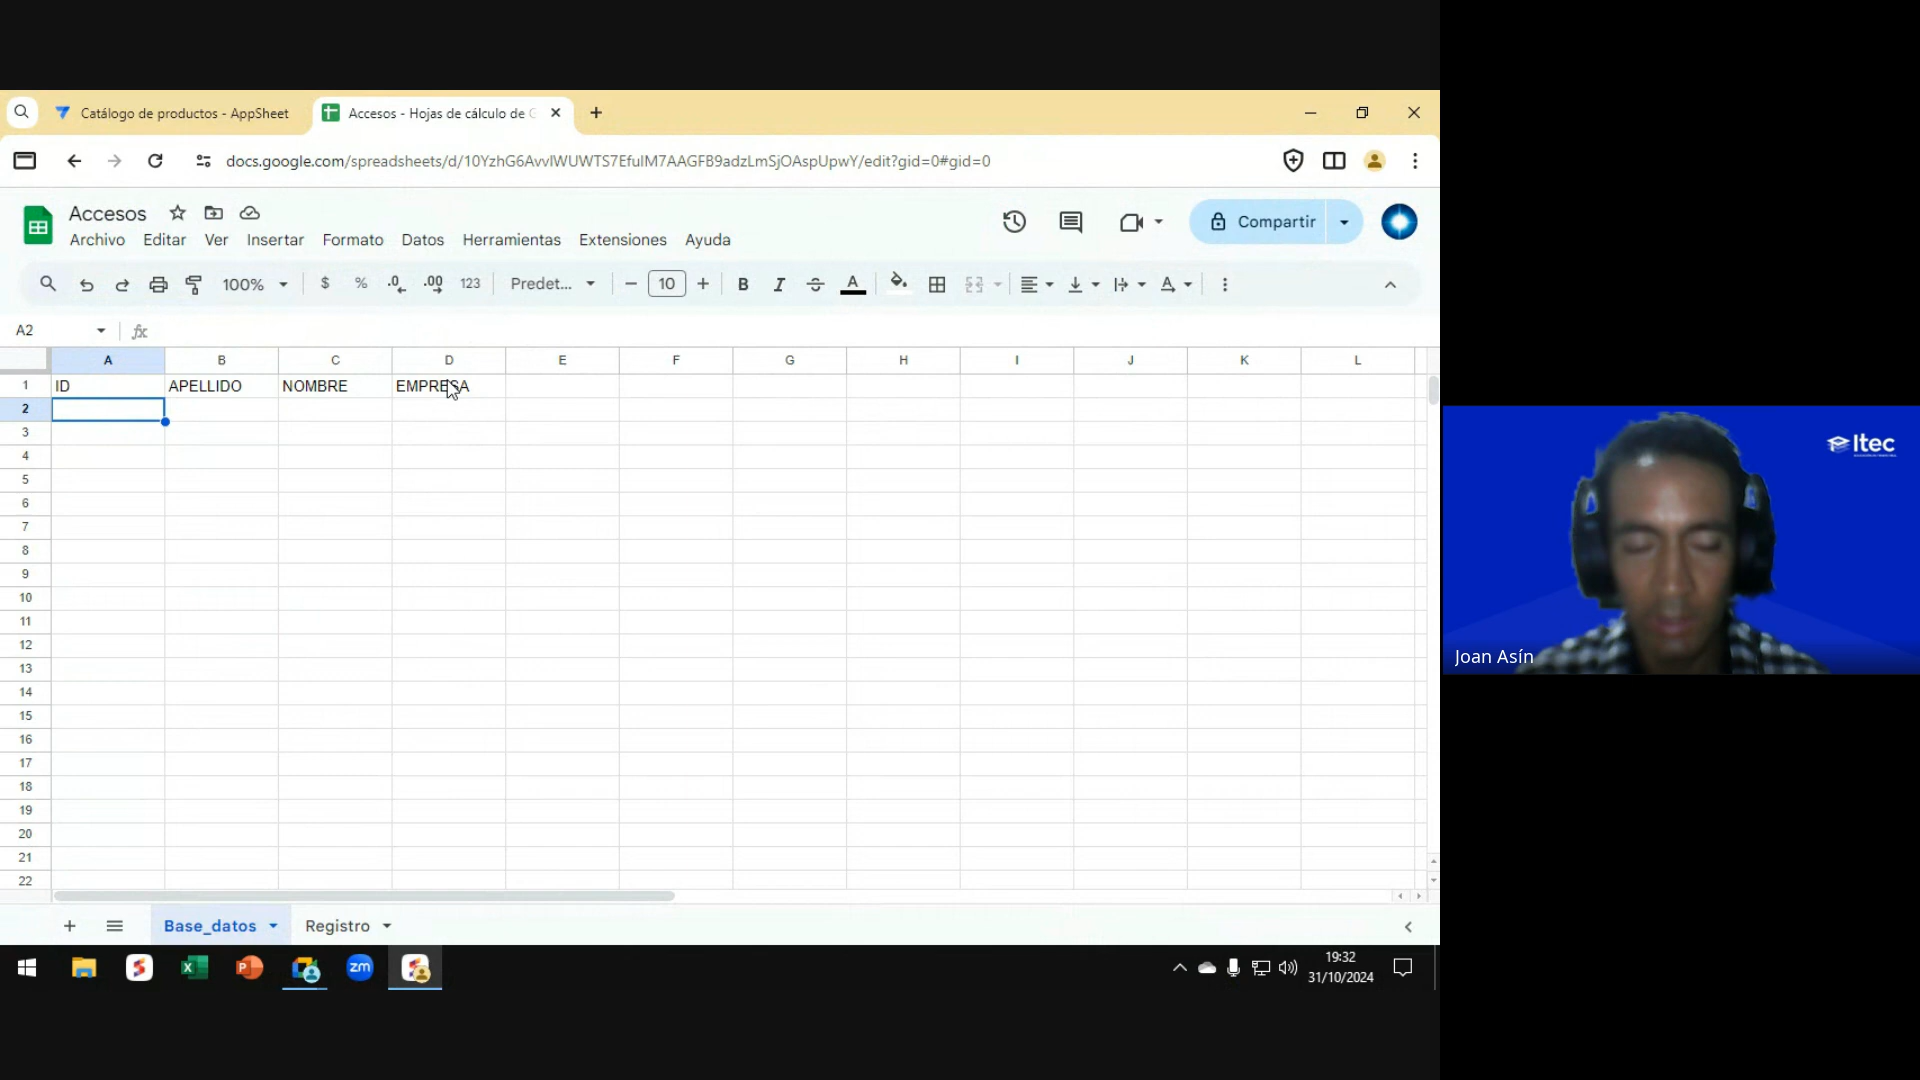 Catálogo de productos - AppSheet
Accesos - Hojas de cálculo de G
docs.google.com/spreadsheets/d/10YzhG6AvvIWUWTS7EfuIM7AAGFB9adzLmSjOAspUpwY/edit?gid=0#gid=0
Accesos
Compartir
Archivo Editar Ver Insertar Formato Datos Herramientas Extensiones Ayuda
100% $ % .0 .00 123 Predet... 10 B I S A A
A2 fx
A B C D E F G H I J K L
1 ID APELLIDO NOMBRE EMPRESA
2
3
4
5
6
7
8
9
10
11
12
13
14
15
16
17
18
19
20
21
22
Base_datos Registro
zm
19:32
31/10/2024
Itec
Joan Asín